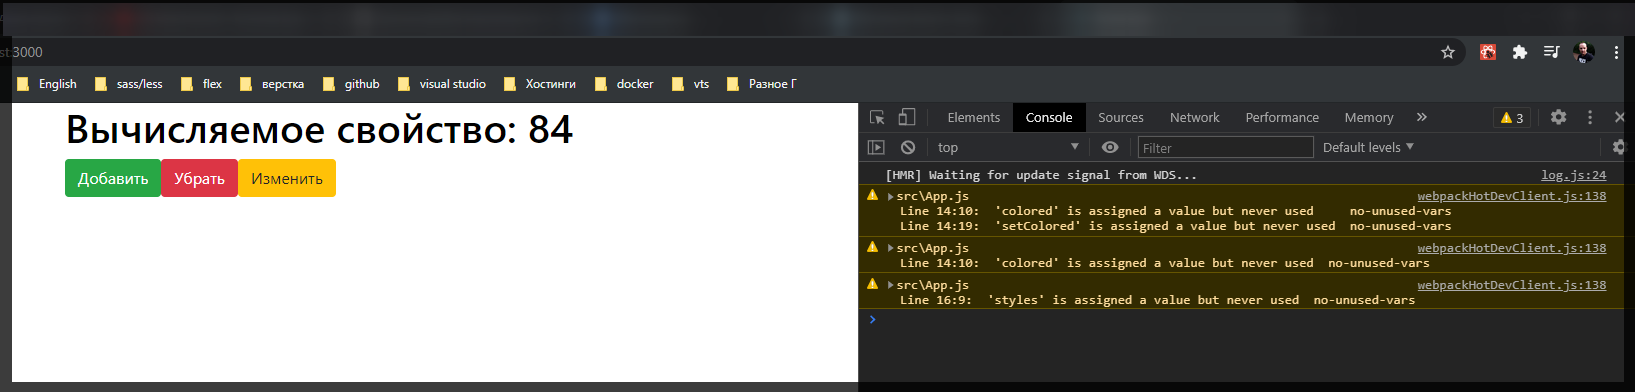 st:3000
English sass/less flex верстка github visual studio Хостинги docker vts Разное Г
Вычисляемое свойство: 84
Добавить Убрать Изменить
Elements Console Sources Network Performance Memory » 3
top Filter Default levels
[HMR] Waiting for update signal from WDS... log.js:24
src\App.js webpackHotDevClient.js:138
Line 14:10: 'colored' is assigned a value but never used no-unused-vars
Line 14:19: 'setColored' is assigned a value but never used no-unused-vars
src\App.js webpackHotDevClient.js:138
Line 14:10: 'colored' is assigned a value but never used no-unused-vars
src\App.js webpackHotDevClient.js:138
Line 16:9: 'styles' is assigned a value but never used no-unused-vars